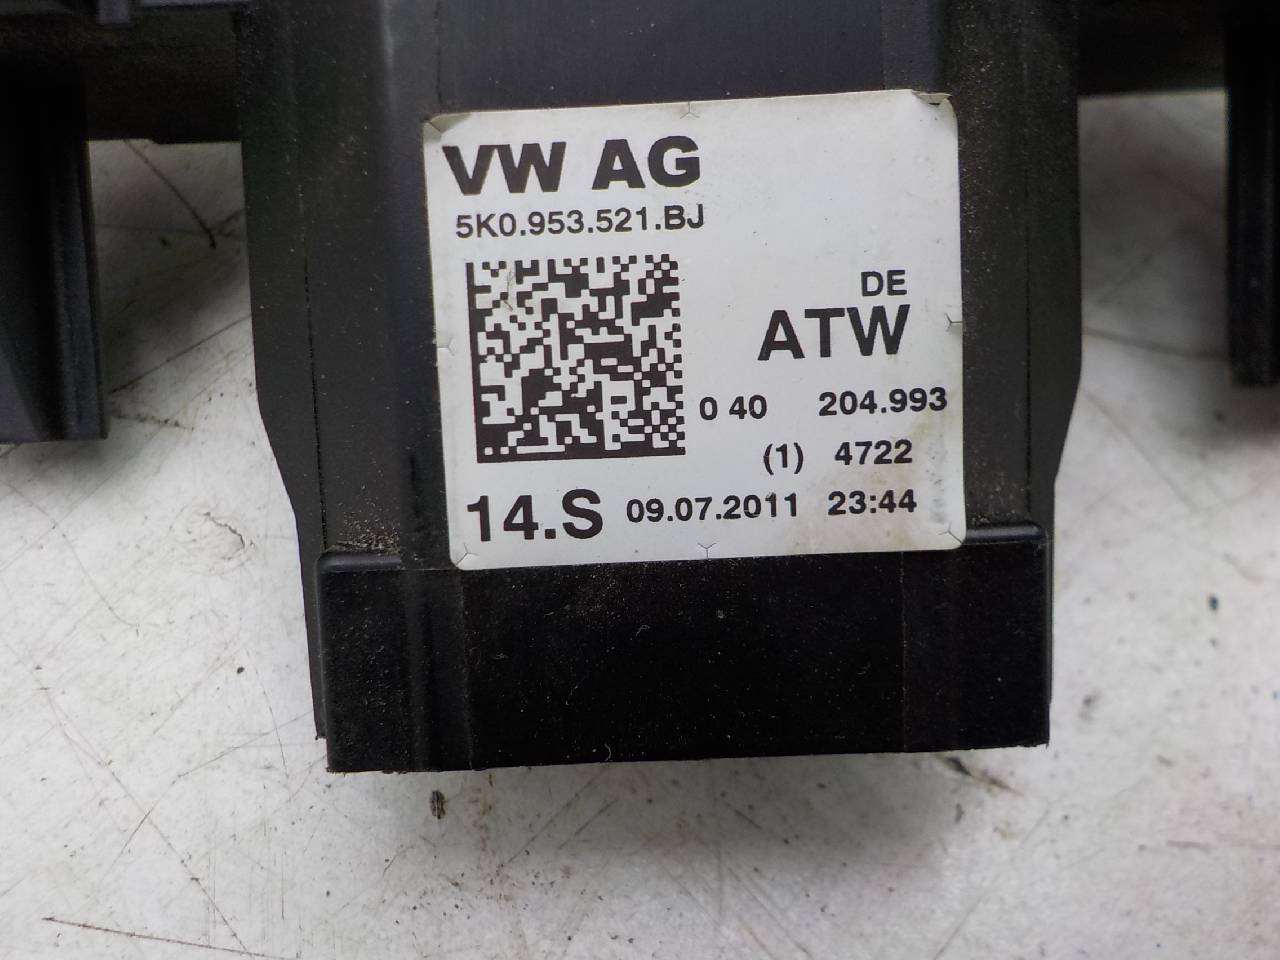 VW AG
5K0.953.521.BJ
DE
ATW
0 40 204.993
(1) 4722
14.S 09.07.2011 23:44